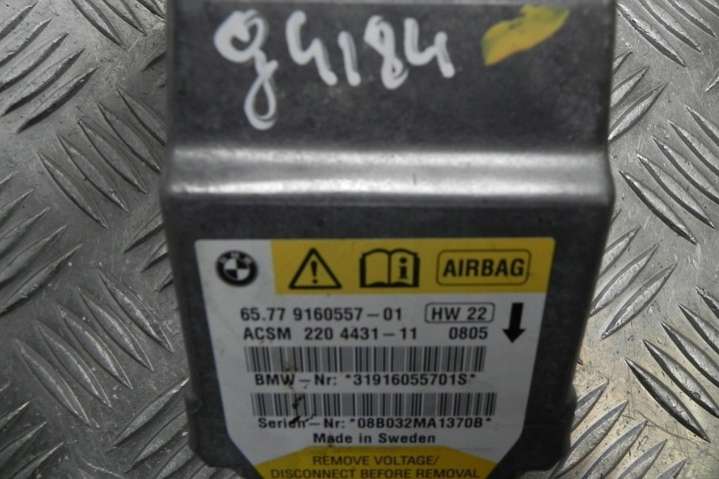 g4184
AIRBAG
65.77 9160557-01 HW 22
ACSM 220 4431-11 0805
BMW-Nr: *31916055701S*
Serien-Nr: *08B032MA1370B*
Made in Sweden
REMOVE VOLTAGE/
DISCONNECT BEFORE REMOVAL